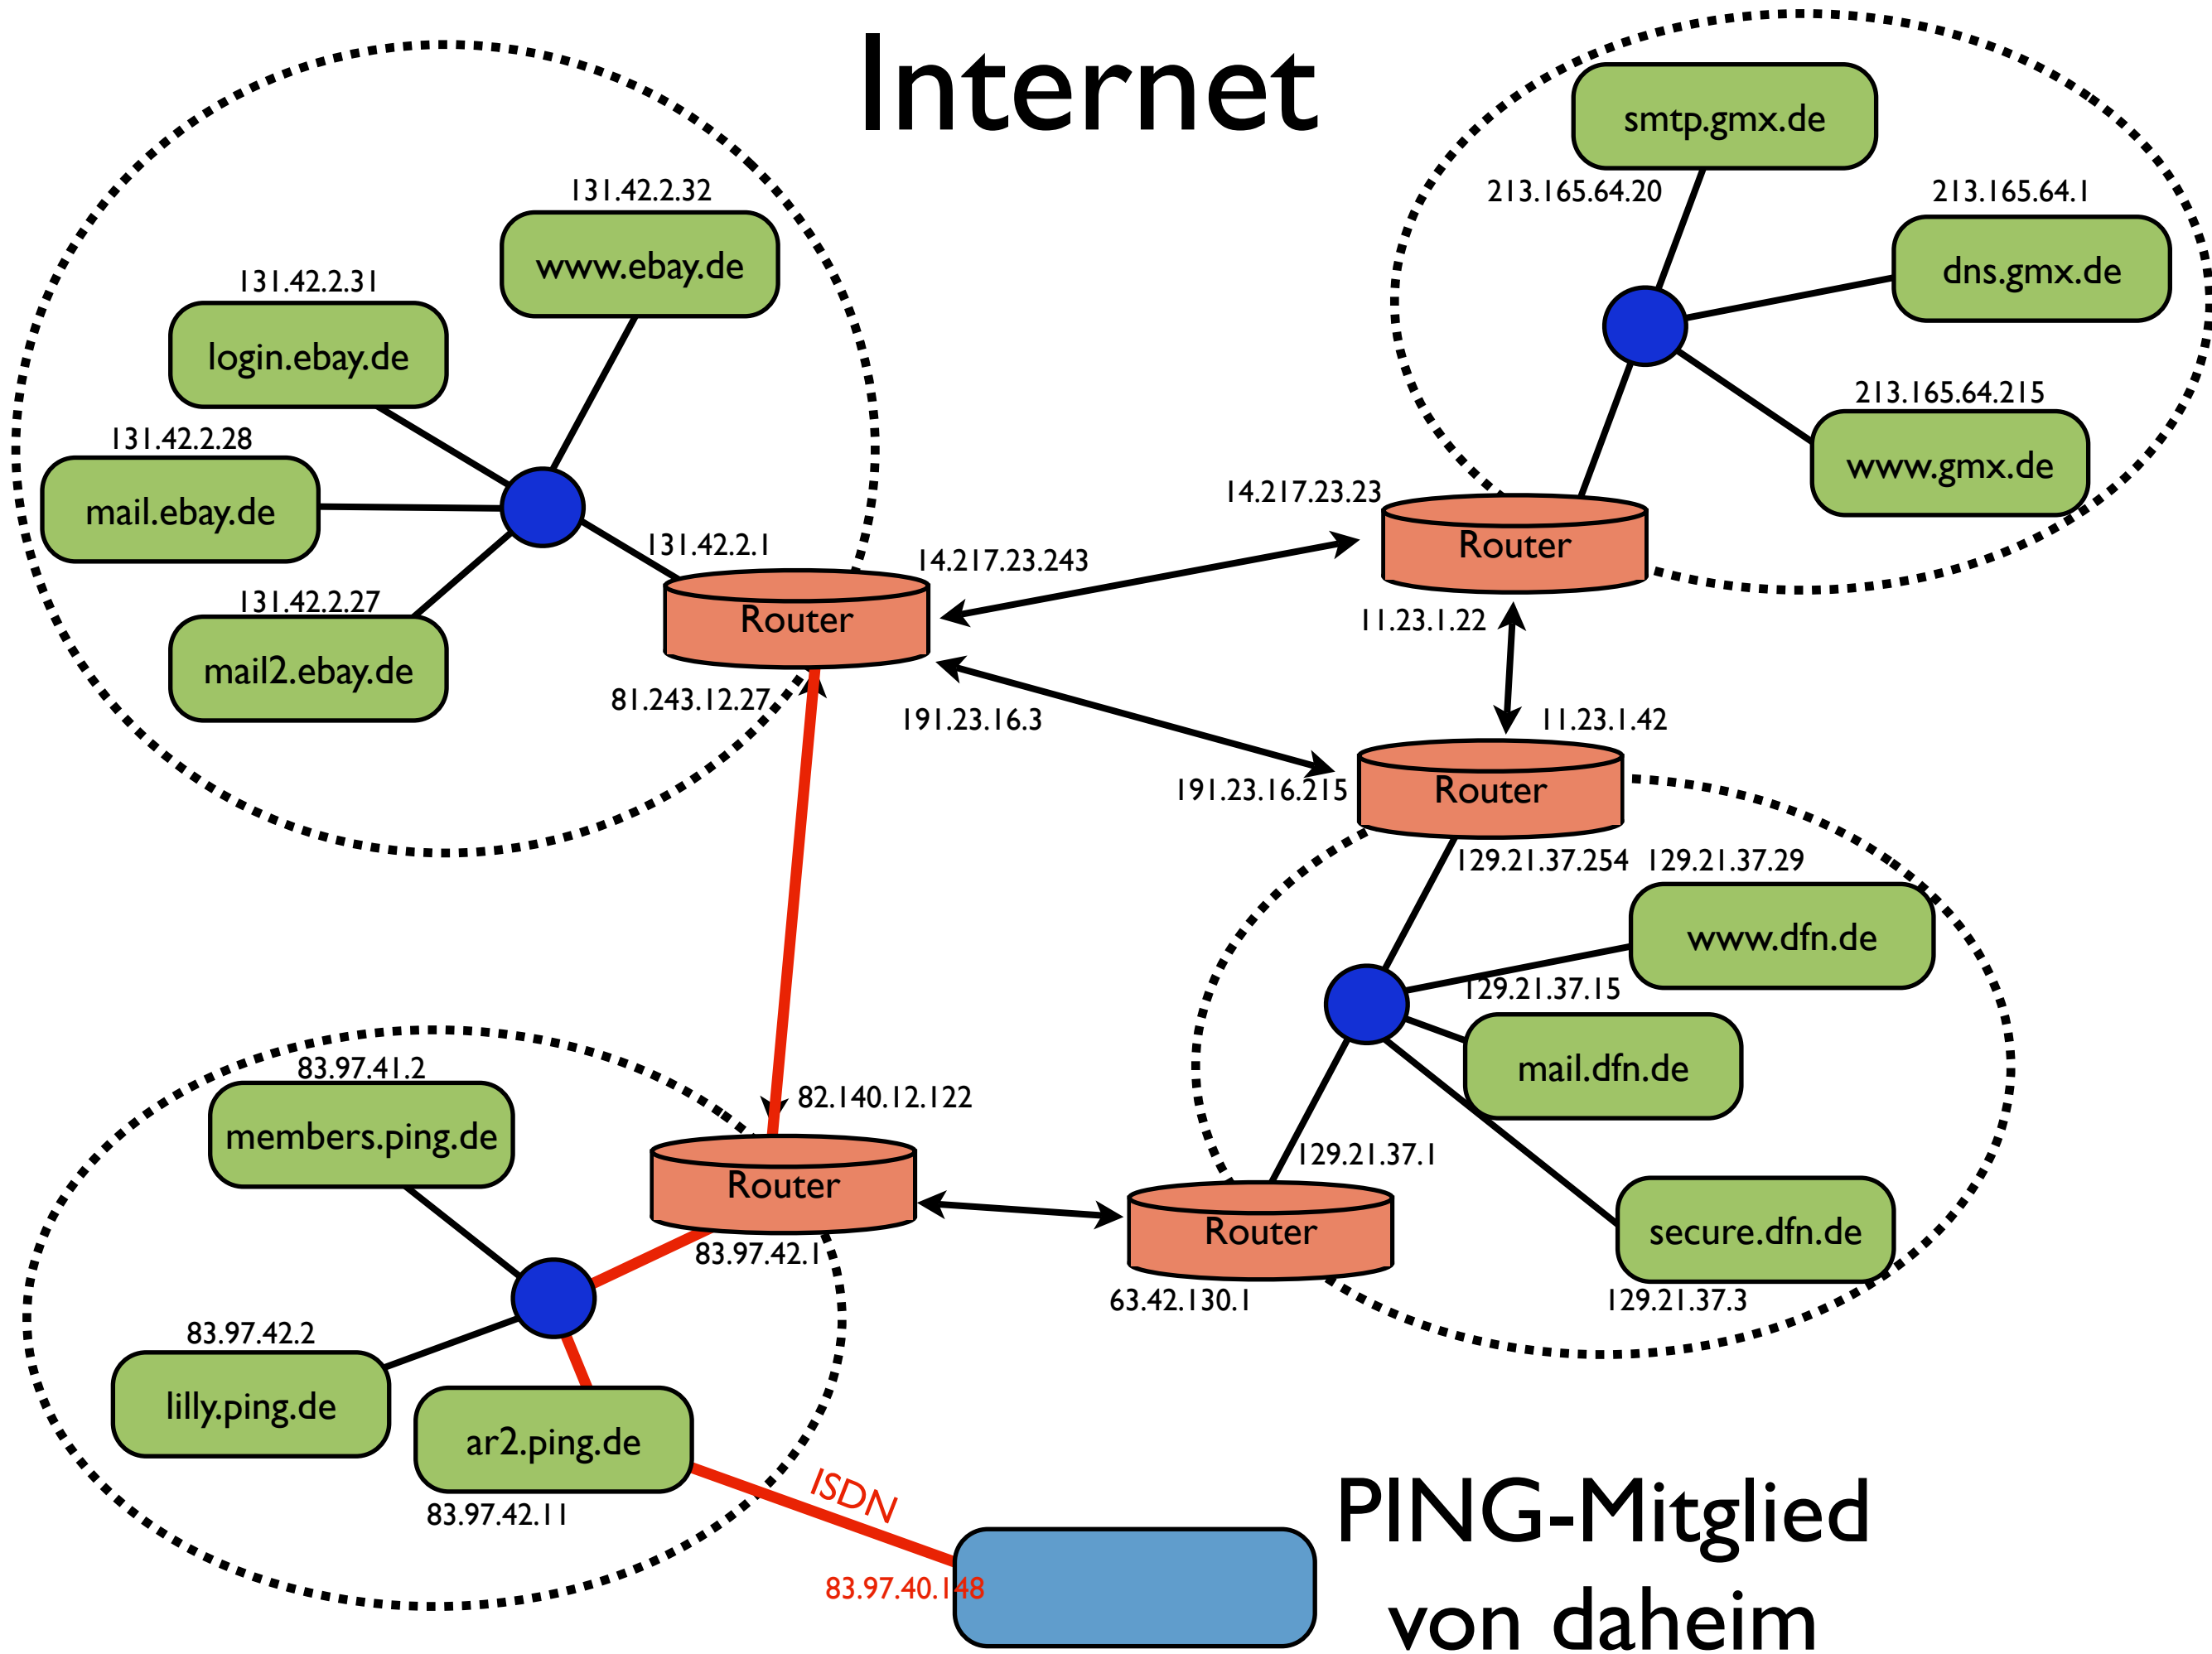 Internet
smtp.gmx.de
213.165.64.20
213.165.64.1
dns.gmx.de
213.165.64.215
www.gmx.de
131.42.2.32
www.ebay.de
131.42.2.31
login.ebay.de
131.42.2.28
mail.ebay.de
131.42.2.27
mail2.ebay.de
131.42.2.1
Router
14.217.23.243
81.243.12.27
191.23.16.3
14.217.23.23
Router
11.23.1.22
11.23.1.42
Router
191.23.16.215
129.21.37.254
129.21.37.29
www.dfn.de
129.21.37.15
mail.dfn.de
129.21.37.1
secure.dfn.de
129.21.37.3
Router
63.42.130.1
82.140.12.122
Router
83.97.42.1
83.97.41.2
members.ping.de
83.97.42.2
lilly.ping.de
ar2.ping.de
83.97.42.11
ISDN
83.97.40.148
PING-Mitglied
von daheim